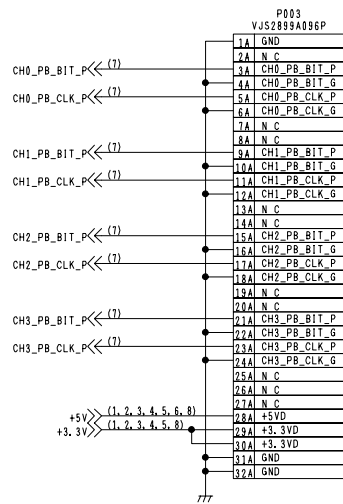 P003
VJS2899A096P
1A GND
2A N C
CH0_PB_BIT_P (7) 3A CH0_PB_BIT_P
4A CH0_PB_BIT_G
CH0_PB_CLK_P (7) 5A CH0_PB_CLK_P
6A CH0_PB_CLK_G
7A N C
8A N C
CH1_PB_BIT_P (7) 9A CH1_PB_BIT_P
10A CH1_PB_BIT_G
CH1_PB_CLK_P (7) 11A CH1_PB_CLK_P
12A CH1_PB_CLK_G
13A N C
14A N C
CH2_PB_BIT_P (7) 15A CH2_PB_BIT_P
16A CH2_PB_BIT_G
CH2_PB_CLK_P (7) 17A CH2_PB_CLK_P
18A CH2_PB_CLK_G
19A N C
20A N C
CH3_PB_BIT_P (7) 21A CH3_PB_BIT_P
22A CH3_PB_BIT_G
CH3_PB_CLK_P (7) 23A CH3_PB_CLK_P
24A CH3_PB_CLK_G
25A N C
26A N C
27A N C
+5V (1, 2, 3, 4, 5, 6, 8) 28A +5VD
+3. 3V (1, 2, 3, 4, 5, 8) 29A +3. 3VD
30A +3. 3VD
31A GND
32A GND